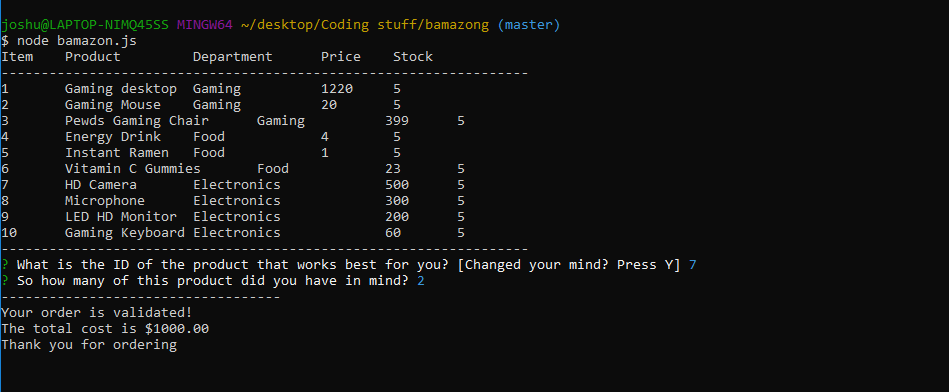 joshu@LAPTOP-NIMQ45SS MINGW64 ~/desktop/Coding stuff/bamazong (master)
$ node bamazon.js
Item    Product         Department      Price    Stock
------------------------------------------------------------------
1       Gaming desktop  Gaming          1220     5
2       Gaming Mouse    Gaming          20       5
3       Pewds Gaming Chair      Gaming          399      5
4       Energy Drink    Food            4        5
5       Instant Ramen   Food            1        5
6       Vitamin C Gummies       Food            23       5
7       HD Camera       Electronics             500      5
8       Microphone      Electronics             300      5
9       LED HD Monitor  Electronics             200      5
10      Gaming Keyboard Electronics             60       5
------------------------------------------------------------------
? What is the ID of the product that works best for you? [Changed your mind? Press Y] 7
? So how many of this product did you have in mind? 2
-----------------------------------
Your order is validated!
The total cost is $1000.00
Thank you for ordering